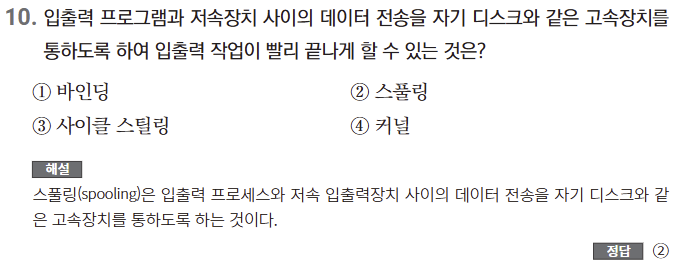 10. 입출력 프로그램과 저속장치 사이의 데이터 전송을 자기 디스크와 같은 고속장치를
통하도록 하여 입출력 작업이 빨리 끝나게 할 수 있는 것은?
① 바인딩 ② 스풀링
③ 사이클 스틸링 ④ 커널
해설
스풀링(spooling)은 입출력 프로세스와 저속 입출력장치 사이의 데이터 전송을 자기 디스크와 같
은 고속장치를 통하도록 하는 것이다.
정답 ②